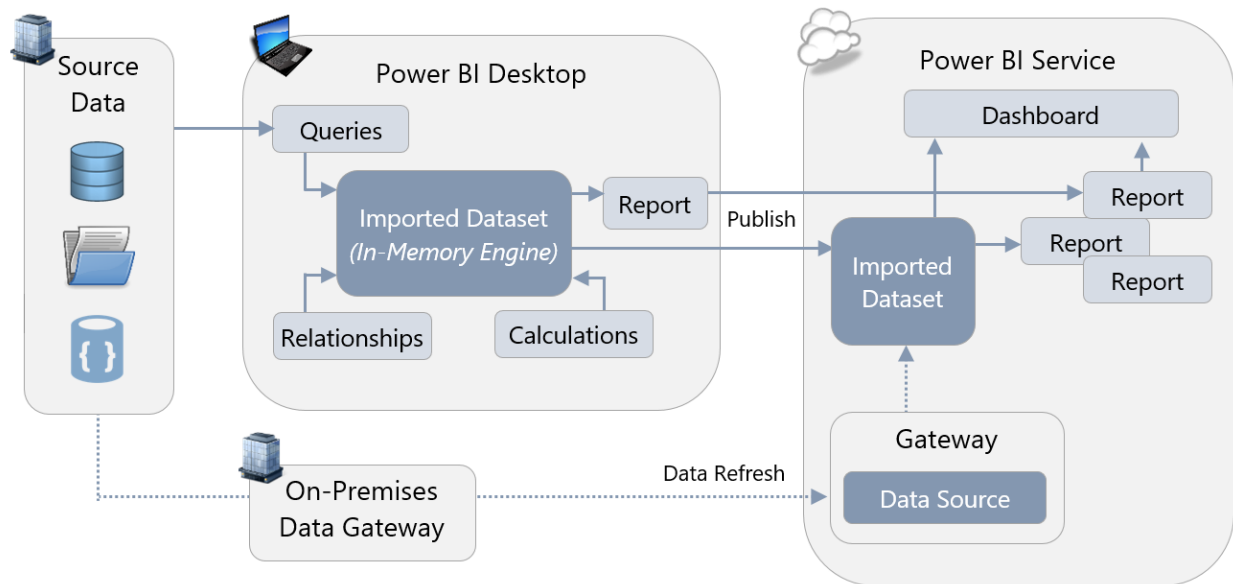 Source
Data
Power BI Desktop
Queries
Imported Dataset
(In-Memory Engine)
Report
Relationships
Calculations
Publish
Power BI Service
Dashboard
Report
Report
Report
Imported
Dataset
Gateway
Data Source
On-Premises
Data Gateway
Data Refresh
{ }